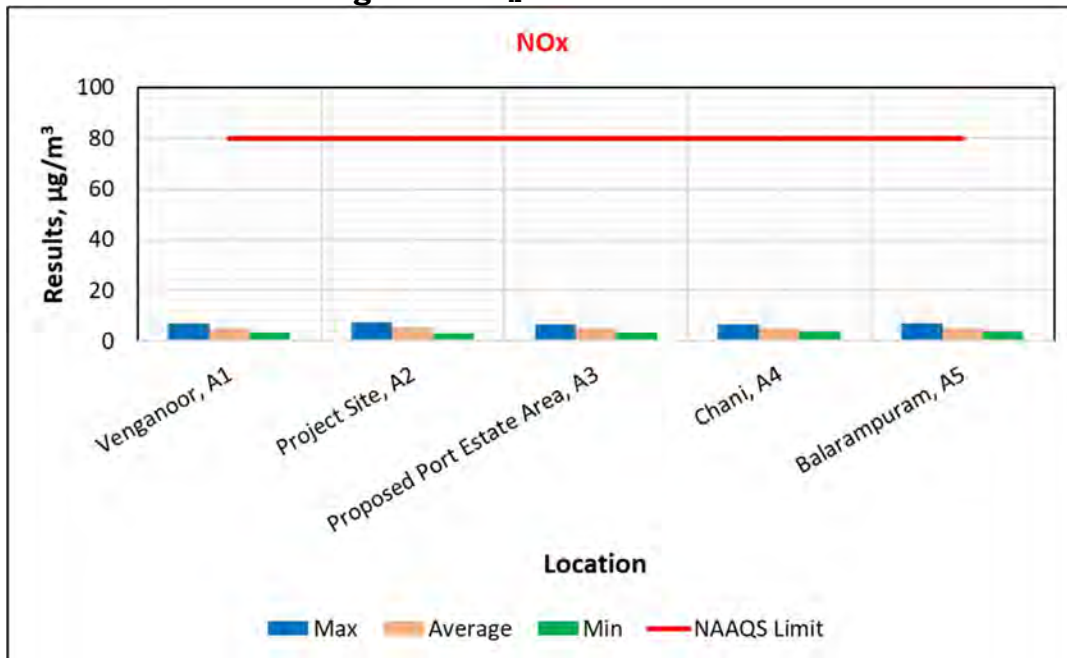 NOx
Results, µg/m³
100
80
60
40
20
0
Venganoor, A1
Project Site, A2
Proposed Port Estate Area, A3
Chani, A4
Balarampuram, A5
Location
Max Average Min NAAQS Limit